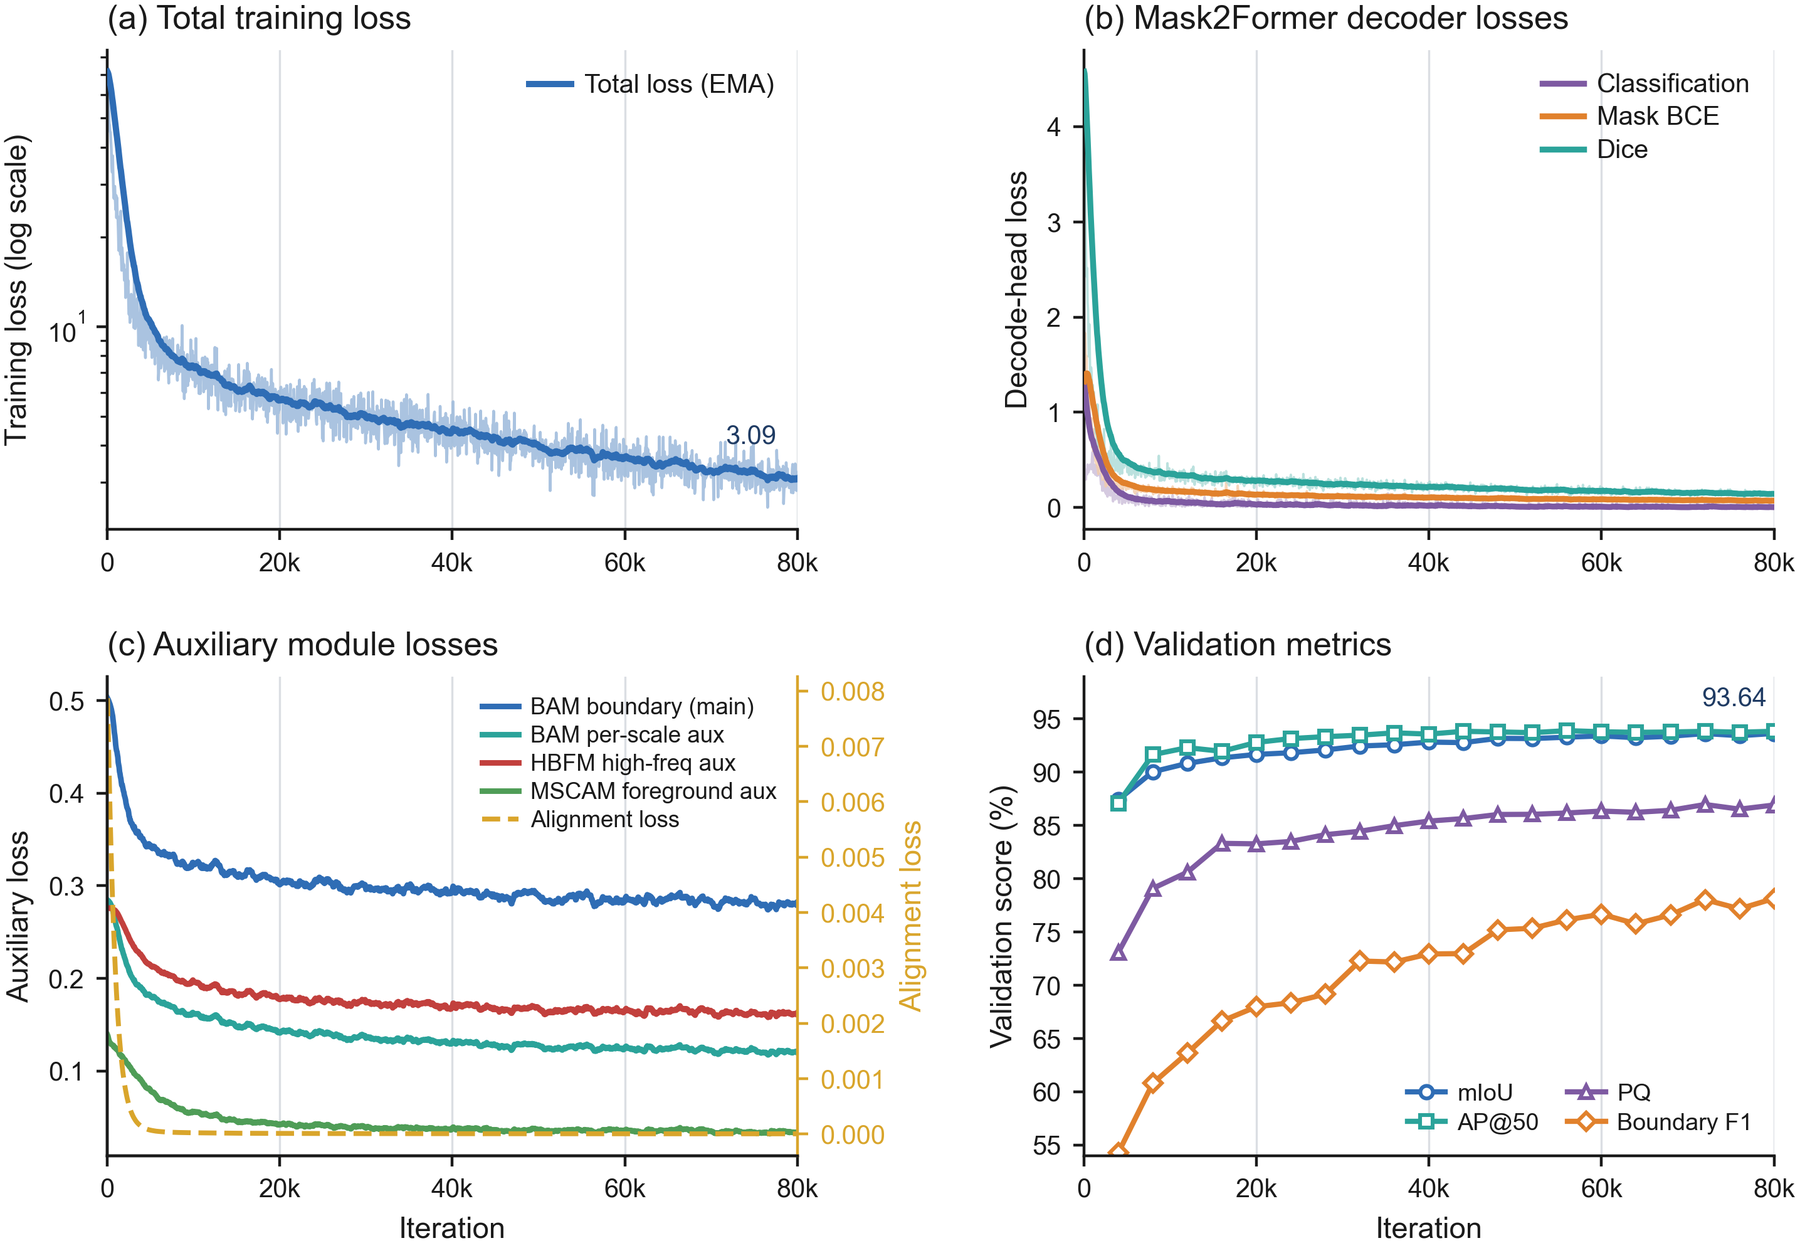 (a) Total training loss
Training loss (log scale)
10^1
Total loss (EMA)
3.09
0 20k 40k 60k 80k
(b) Mask2Former decoder losses
Decode-head loss
4
3
2
1
0
Classification
Mask BCE
Dice
0 20k 40k 60k 80k
(c) Auxiliary module losses
Auxiliary loss
0.5
0.4
0.3
0.2
0.1
BAM boundary (main)
BAM per-scale aux
HBFM high-freq aux
MSCAM foreground aux
Alignment loss
0.008
0.007
0.006
0.005
0.004
0.003
0.002
0.001
0.000
Alignment loss
0 20k 40k 60k 80k
Iteration
(d) Validation metrics
Validation score (%)
95
90
85
80
75
70
65
60
55
93.64
mIoU PQ
AP@50 Boundary F1
0 20k 40k 60k 80k
Iteration